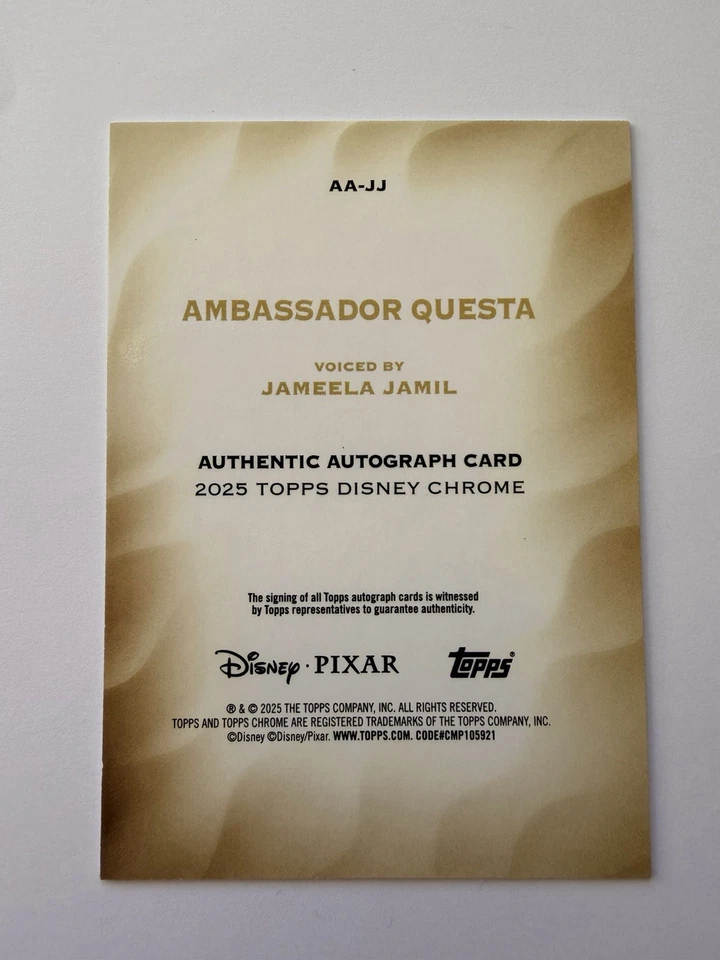 AA-JJ
AMBASSADOR QUESTA
VOICED BY
JAMEELA JAMIL
AUTHENTIC AUTOGRAPH CARD
2025 TOPPS DISNEY CHROME
The signing of all Topps autograph cards is witnessed
by Topps representatives to guarantee authenticity.
Disney · PIXAR Topps®
® & © 2025 THE TOPPS COMPANY, INC. ALL RIGHTS RESERVED.
TOPPS AND TOPPS CHROME ARE REGISTERED TRADEMARKS OF THE TOPPS COMPANY, INC.
©Disney ©Disney/Pixar. WWW.TOPPS.COM. CODE#CMP105921